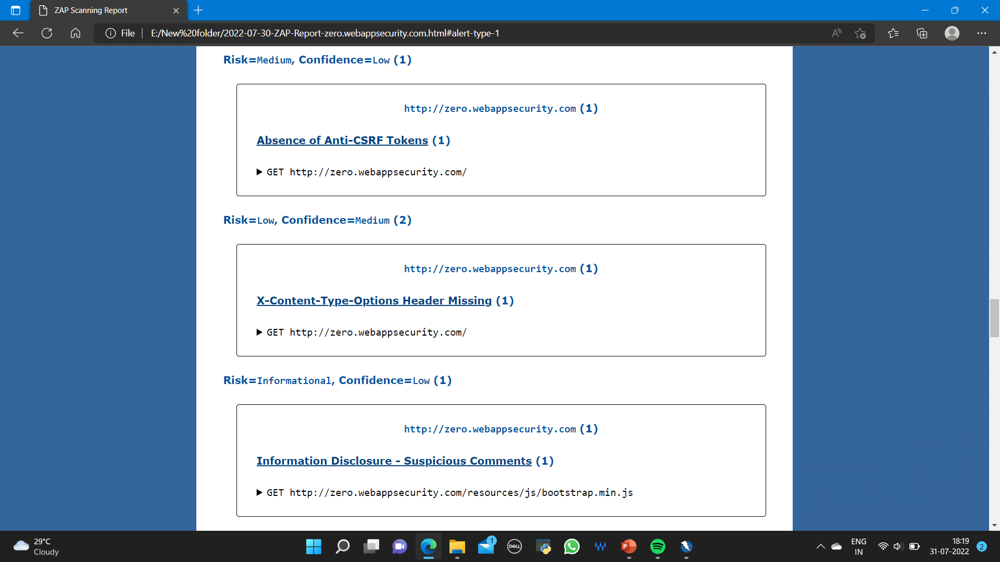 ZAP Scanning Report
File
E:/New%20folder/2022-07-30-ZAP-Report-zero.webappsecurity.com.html#alert-type-1
Risk=Medium, Confidence=Low (1)
http://zero.webappsecurity.com (1)
Absence of Anti-CSRF Tokens (1)
GET http://zero.webappsecurity.com/
Risk=Low, Confidence=Medium (2)
http://zero.webappsecurity.com (1)
X-Content-Type-Options Header Missing (1)
GET http://zero.webappsecurity.com/
Risk=Informational, Confidence=Low (1)
http://zero.webappsecurity.com (1)
Information Disclosure - Suspicious Comments (1)
GET http://zero.webappsecurity.com/resources/js/bootstrap.min.js
29°C
Cloudy
1
DELL
P
ENG
IN
18:19
31-07-2022
2